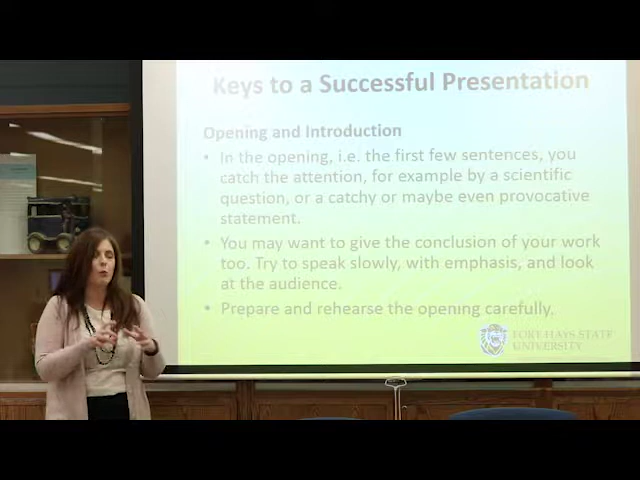 Keys to a Successful Presentation
Opening and Introduction
• In the opening, i.e. the first few sentences, you
catch the attention, for example by a scientific
question, or a catchy or maybe even provocative
statement.
• You may want to give the conclusion of your work
too. Try to speak slowly, with emphasis, and look
at the audience.
• Prepare and rehearse the opening carefully.
FORT HAYS STATE
UNIVERSITY